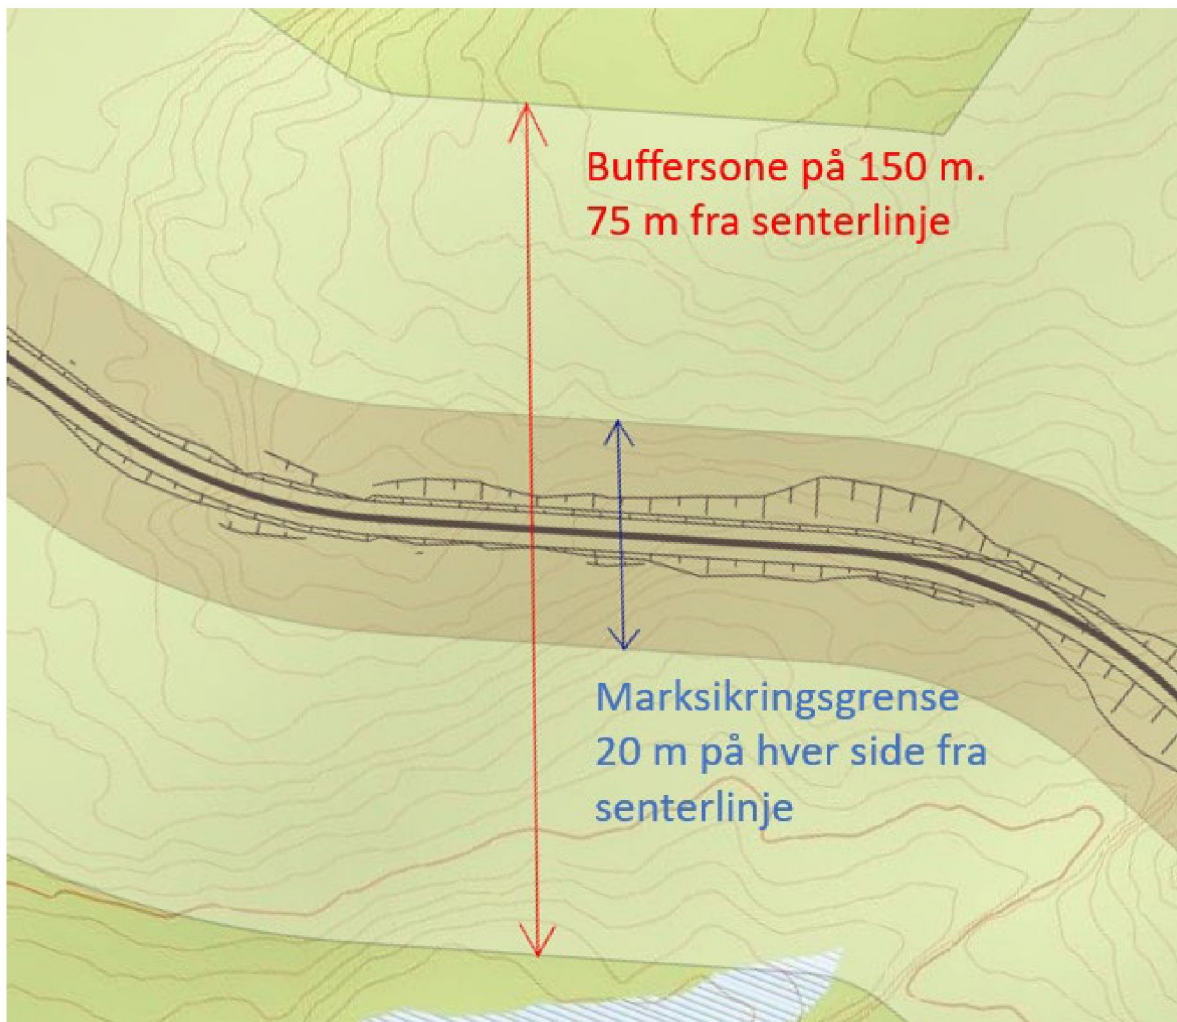 Buffersone på 150 m.
75 m fra senterlinje
Marksikringsgrense
20 m på hver side fra
senterlinje